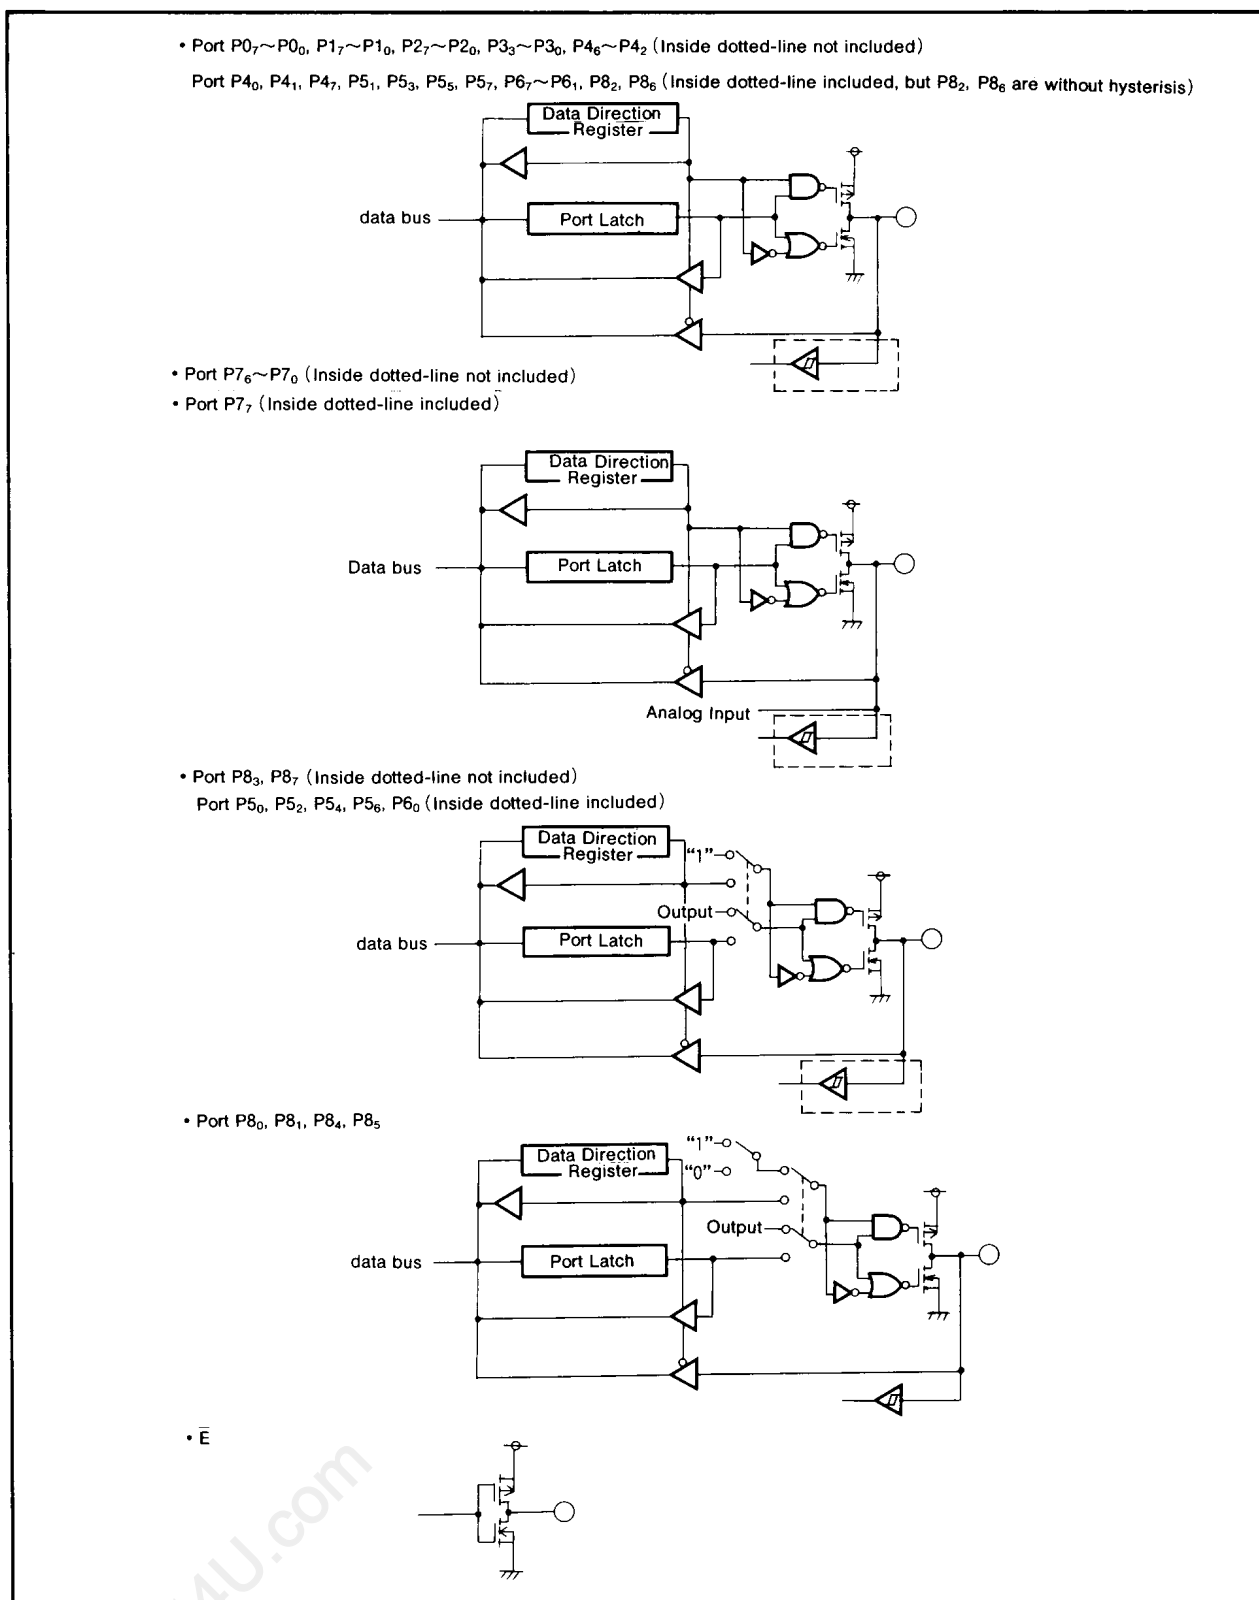 • Port P0₇~P0₀, P1₇~P1₀, P2₇~P2₀, P3₃~P3₀, P4₆~P4₂ (Inside dotted-line not included)
Port P4₀, P4₁, P4₇, P5₁, P5₃, P5₅, P5₇, P6₇~P6₁, P8₂, P8₆ (Inside dotted-line included, but P8₂, P8₆ are without hysterisis)
Data Direction
Register
data bus
Port Latch
• Port P7₆~P7₀ (Inside dotted-line not included)
• Port P7₇ (Inside dotted-line included)
Data Direction
Register
Data bus
Port Latch
Analog Input
• Port P8₃, P8₇ (Inside dotted-line not included)
Port P5₀, P5₂, P5₄, P5₆, P6₀ (Inside dotted-line included)
Data Direction
Register
“1”
Output
data bus
Port Latch
• Port P8₀, P8₁, P8₄, P8₅
Data Direction
Register
“1”
“0”
Output
data bus
Port Latch
• E̅
4U.com